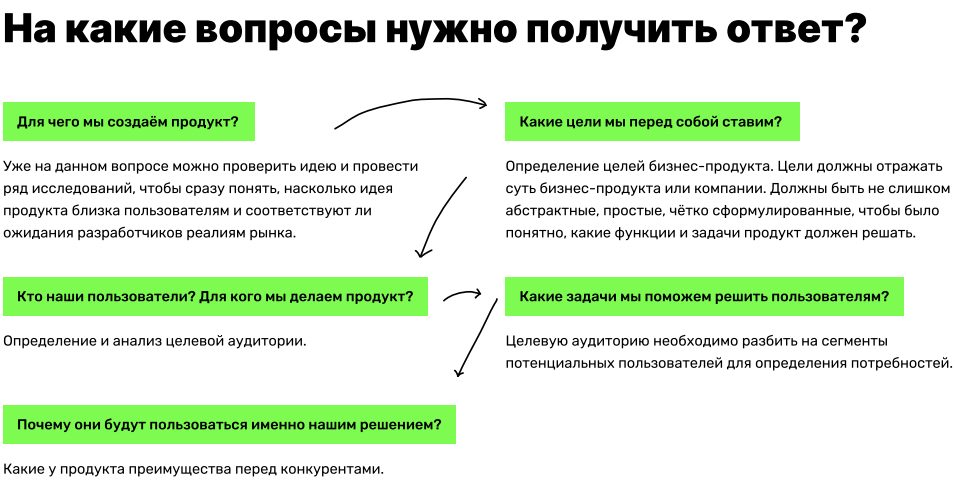 На какие вопросы нужно получить ответ?
Для чего мы создаём продукт?
Уже на данном вопросе можно проверить идею и провести
ряд исследований, чтобы сразу понять, насколько идея
продукта близка пользователям и соответствуют ли
ожидания разработчиков реалиям рынка.
Какие цели мы перед собой ставим?
Определение целей бизнес-продукта. Цели должны отражать
суть бизнес-продукта или компании. Должны быть не слишком
абстрактные, простые, чётко сформулированные, чтобы было
понятно, какие функции и задачи продукт должен решать.
Кто наши пользователи? Для кого мы делаем продукт?
Определение и анализ целевой аудитории.
Какие задачи мы поможем решить пользователям?
Целевую аудиторию необходимо разбить на сегменты
потенциальных пользователей для определения потребностей.
Почему они будут пользоваться именно нашим решением?
Какие у продукта преимущества перед конкурентами.